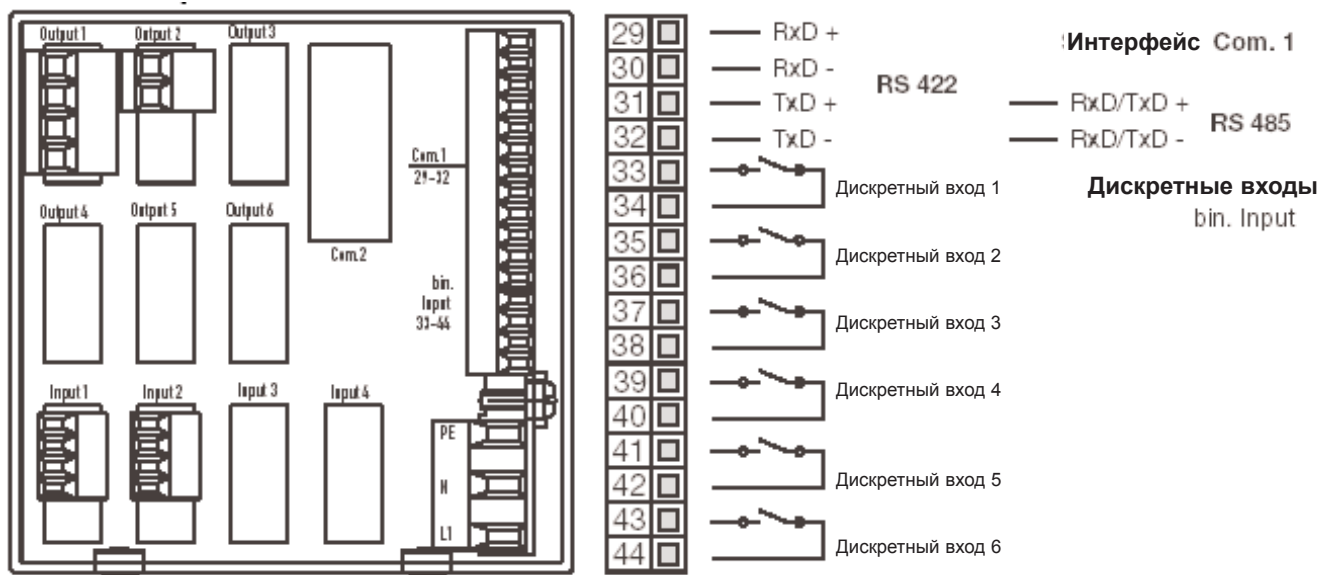 Output 1
Output 2
Output 3
Com.1
29-32
Output 4
Output 5
Output 6
Com.2
bin.
Input
33-44
Input 1
Input 2
Input 3
Input 4
PE
N
L1
29
RxD +
Интерфейс Com. 1
30
RxD -
RS 422
31
TxD +
RxD/TxD +
RS 485
32
TxD -
RxD/TxD -
33
Дискретный вход 1
Дискретные входы
34
bin. Input
35
Дискретный вход 2
36
37
Дискретный вход 3
38
39
Дискретный вход 4
40
41
Дискретный вход 5
42
43
Дискретный вход 6
44